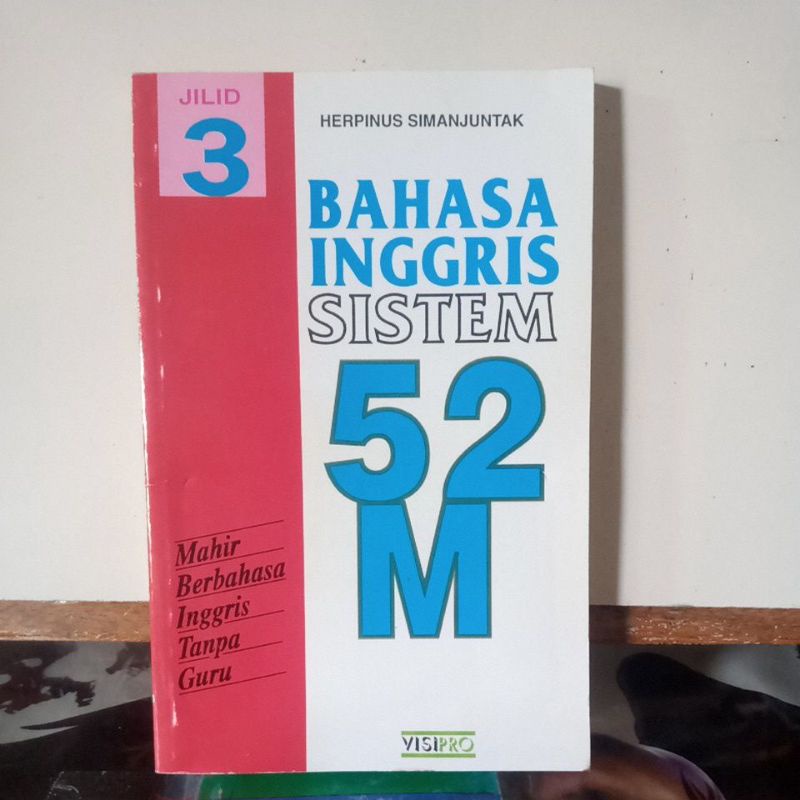 JILID
3
HERPINUS SIMANJUNTAK
BAHASA
INGGRIS
SISTEM
52
M
Mahir
Berbahasa
Inggris
Tanpa
Guru
VISIPRO